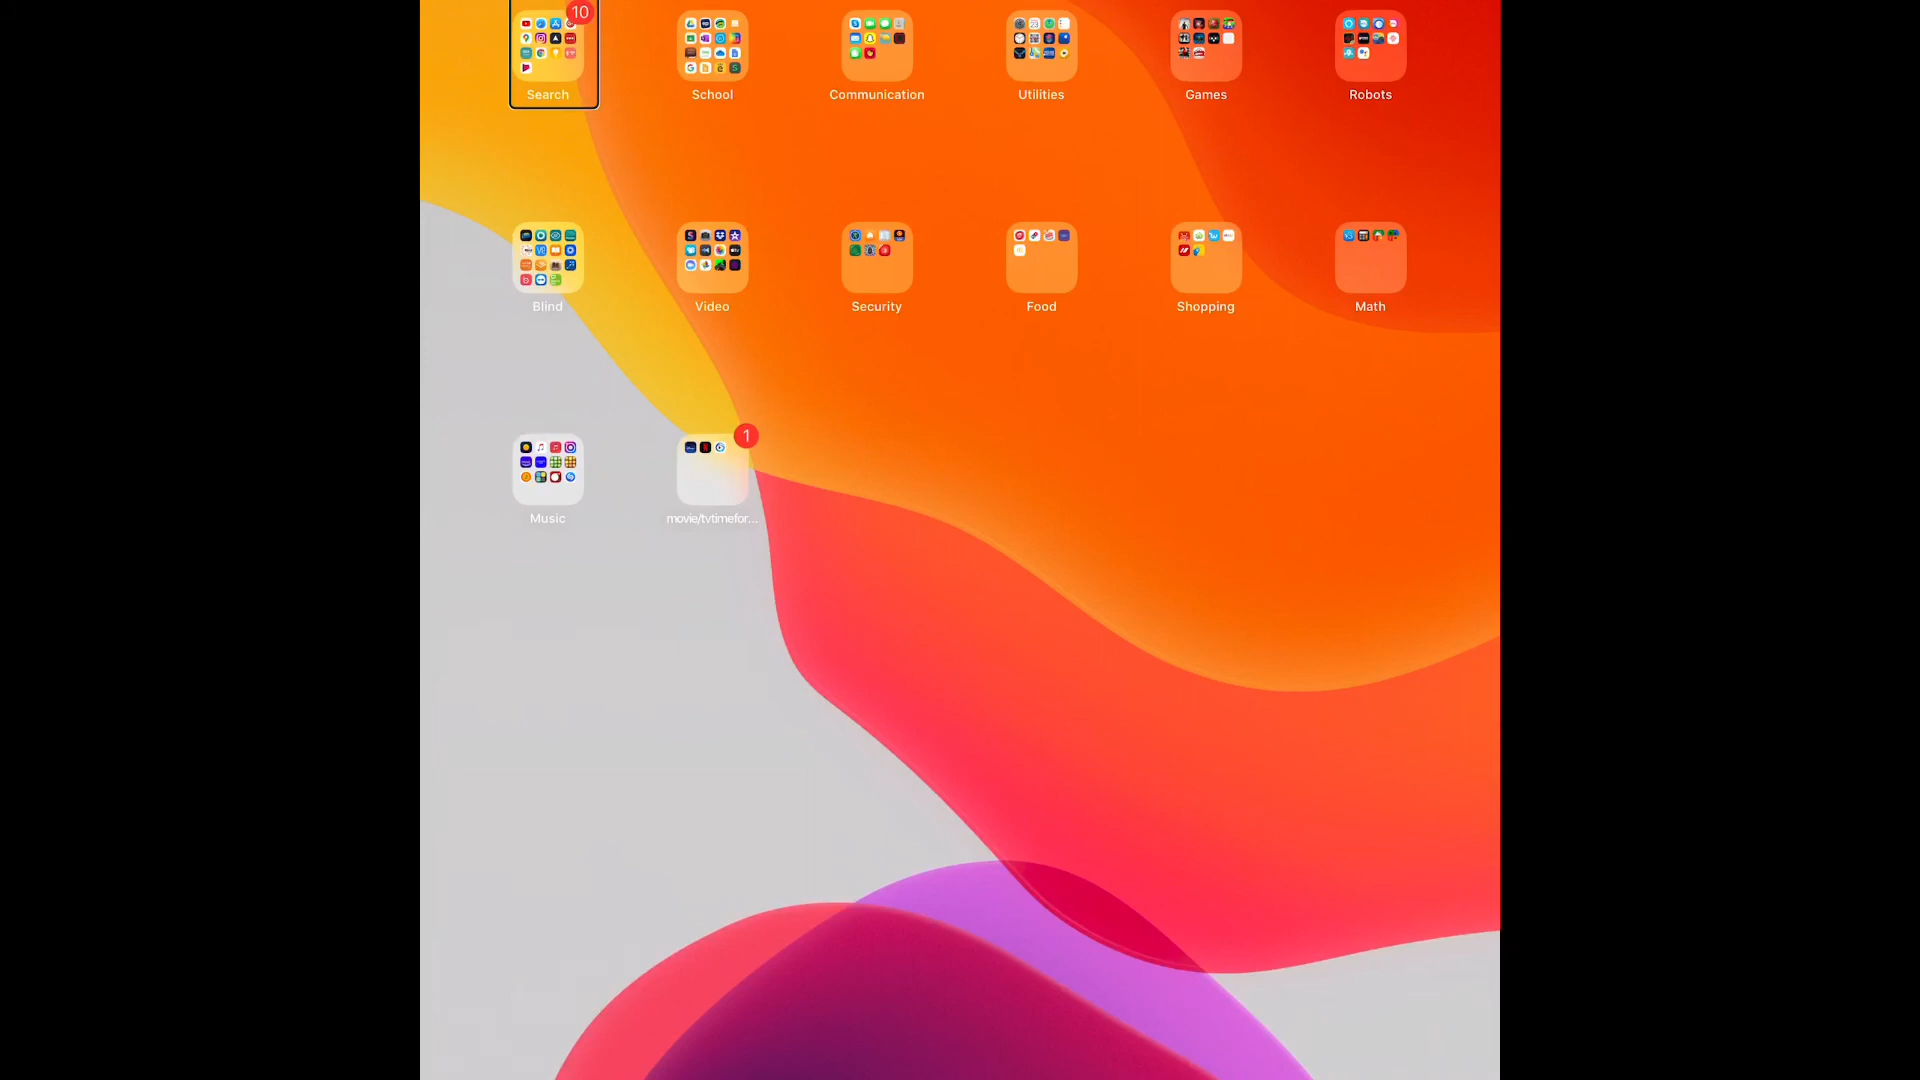 10
Search School Communication Utilities Games Robots
Blind Video Security Food Shopping Math
1
Music movie/tvtimefor...